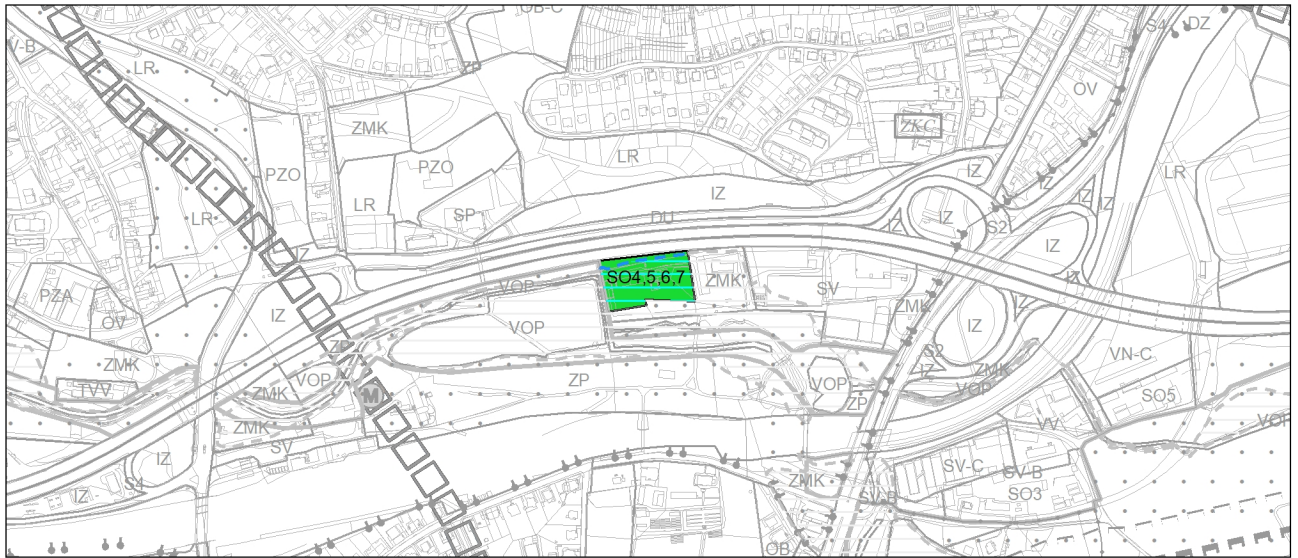 OB-C
S4
DZ
V-B
LR
ZP
OV
ZMK
ZKC
PZO
PZO
LR
LR
IZ
LR
LR
IZ
IZ
IZ
IZ
SP
DU
IZ
IZ
S2
IZ
IZ
SO4,5,6,7
ZMK
IZ
PZA
VOP
SV
OV
IZ
ZMK
IZ
VOP
ZP
S2
VN-C
ZMK
ZP
IZ
ZMK
TVV
ZMK
VOP
VOP
VOP
M
ZP
SO5
ZMK
VOP
SV
VV
IZ
SV-C
SV-B
S4
ZMK
IZ
SV-B
SO3
OB